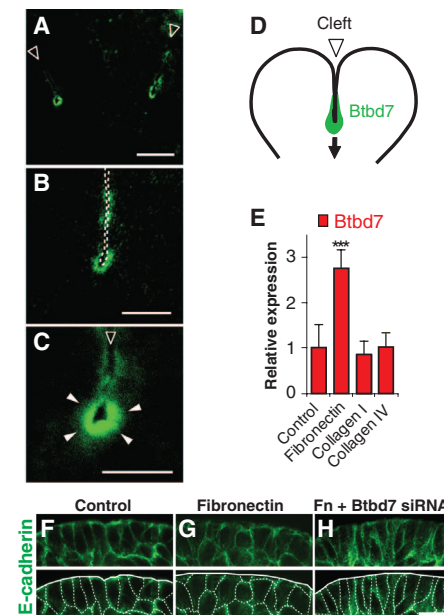 A
B
C
D
Cleft
Btbd7
E
Btbd7
***
Relative expression
3
2
1
0
Control
Fibronectin
Collagen I
Collagen IV
Control
Fibronectin
Fn + Btbd7 siRNA
E-cadherin
F
G
H